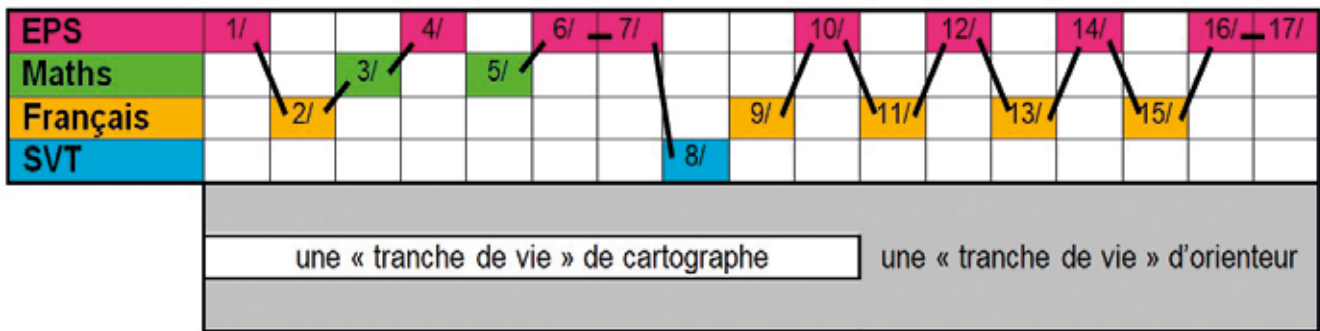 EPS 1/ 4/ 6/ 7/ 10/ 12/ 14/ 16/ 17/
Maths 3/ 5/
Français 2/ 9/ 11/ 13/ 15/
SVT 8/
une « tranche de vie » de cartographe une « tranche de vie » d'orienteur